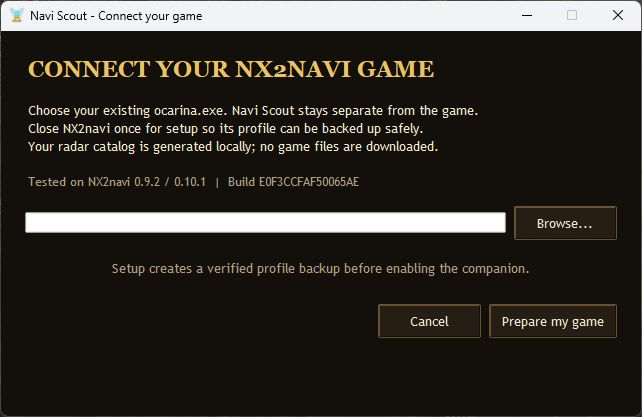 Navi Scout - Connect your game
CONNECT YOUR NX2NAVI GAME
Choose your existing ocarina.exe. Navi Scout stays separate from the game.
Close NX2navi once for setup so its profile can be backed up safely.
Your radar catalog is generated locally; no game files are downloaded.
Tested on NX2navi 0.9.2 / 0.10.1 | Build E0F3CCFAF50065AE
Browse...
Setup creates a verified profile backup before enabling the companion.
Cancel
Prepare my game